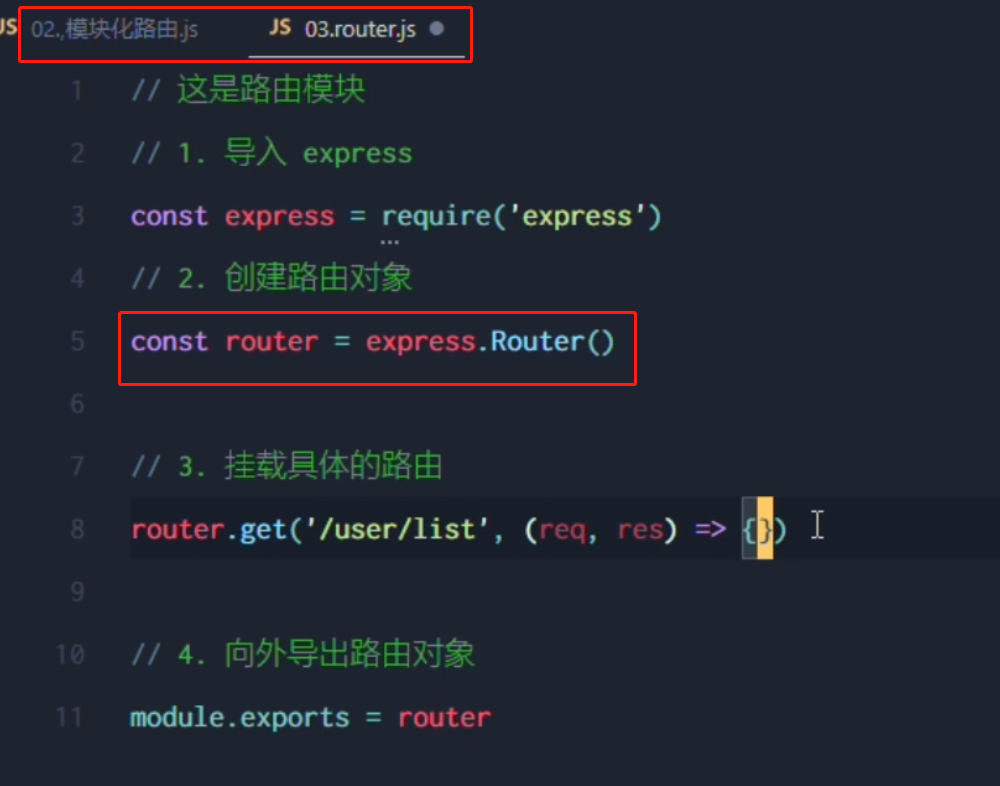 JS 02.,模块化路由.js JS 03.router.js
1 // 这是路由模块
2 // 1. 导入 express
3 const express = require('express')
4 // 2. 创建路由对象
5 const router = express.Router()
6
7 // 3. 挂载具体的路由
8 router.get('/user/list', (req, res) => {})
9
10 // 4. 向外导出路由对象
11 module.exports = router